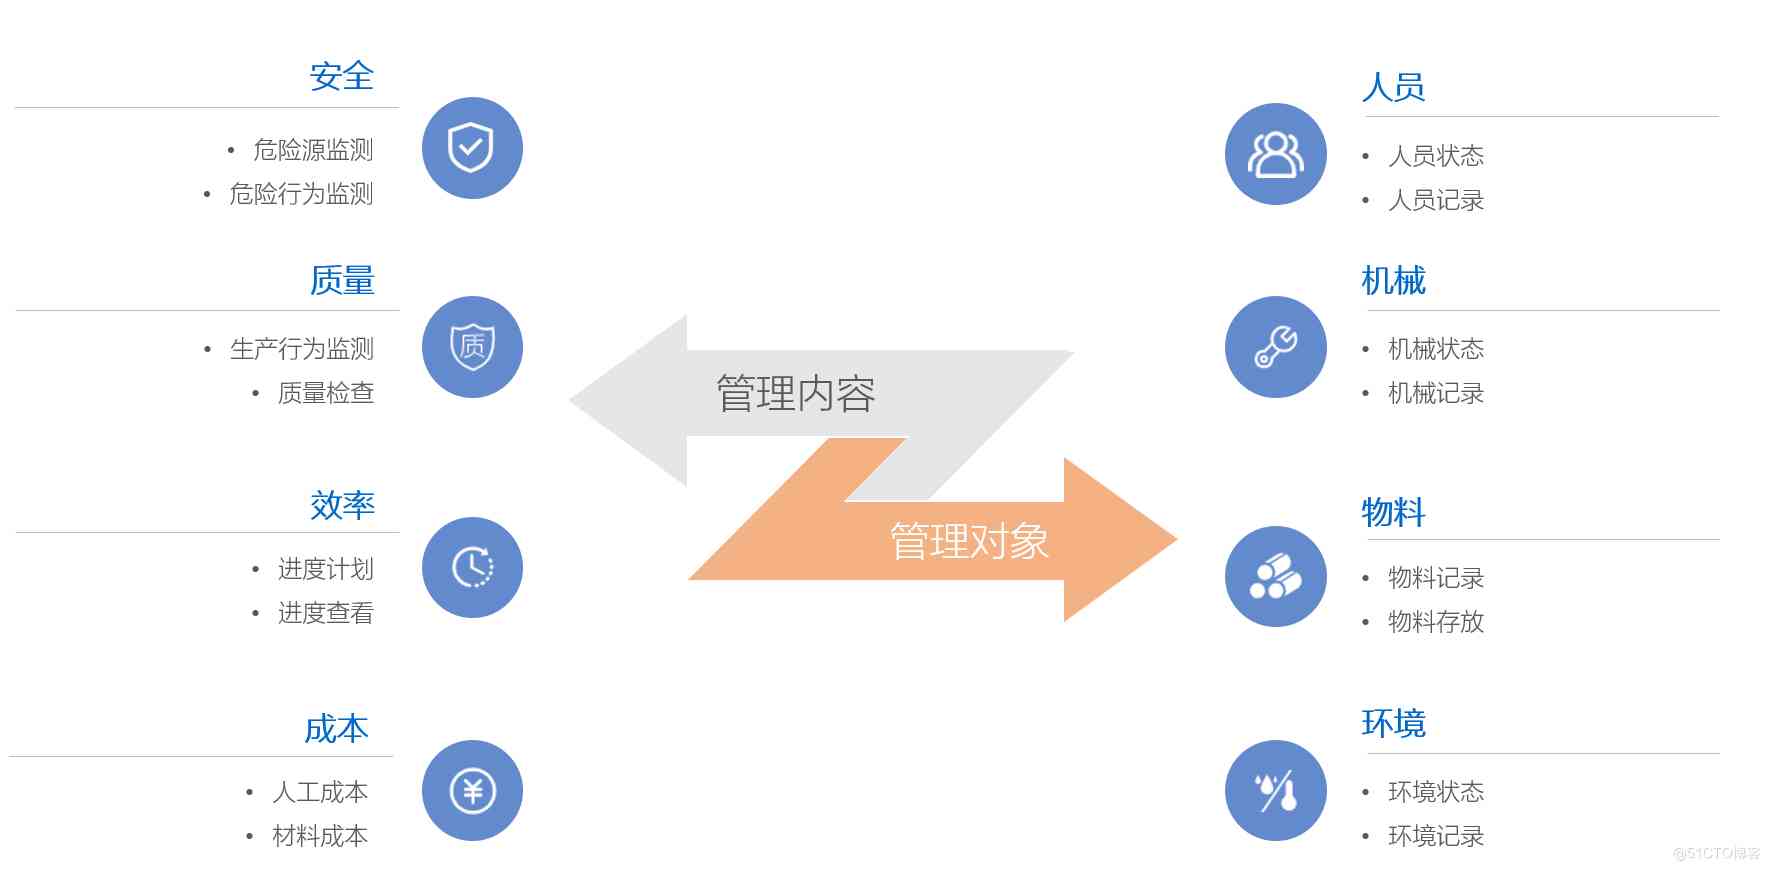 安全
• 危险源监测
• 危险行为监测
质量
• 生产行为监测
• 质量检查
质
效率
• 进度计划
• 进度查看
成本
• 人工成本
• 材料成本
¥
管理内容
管理对象
人员
• 人员状态
• 人员记录
机械
• 机械状态
• 机械记录
物料
• 物料记录
• 物料存放
环境
• 环境状态
• 环境记录
@51CTO博客